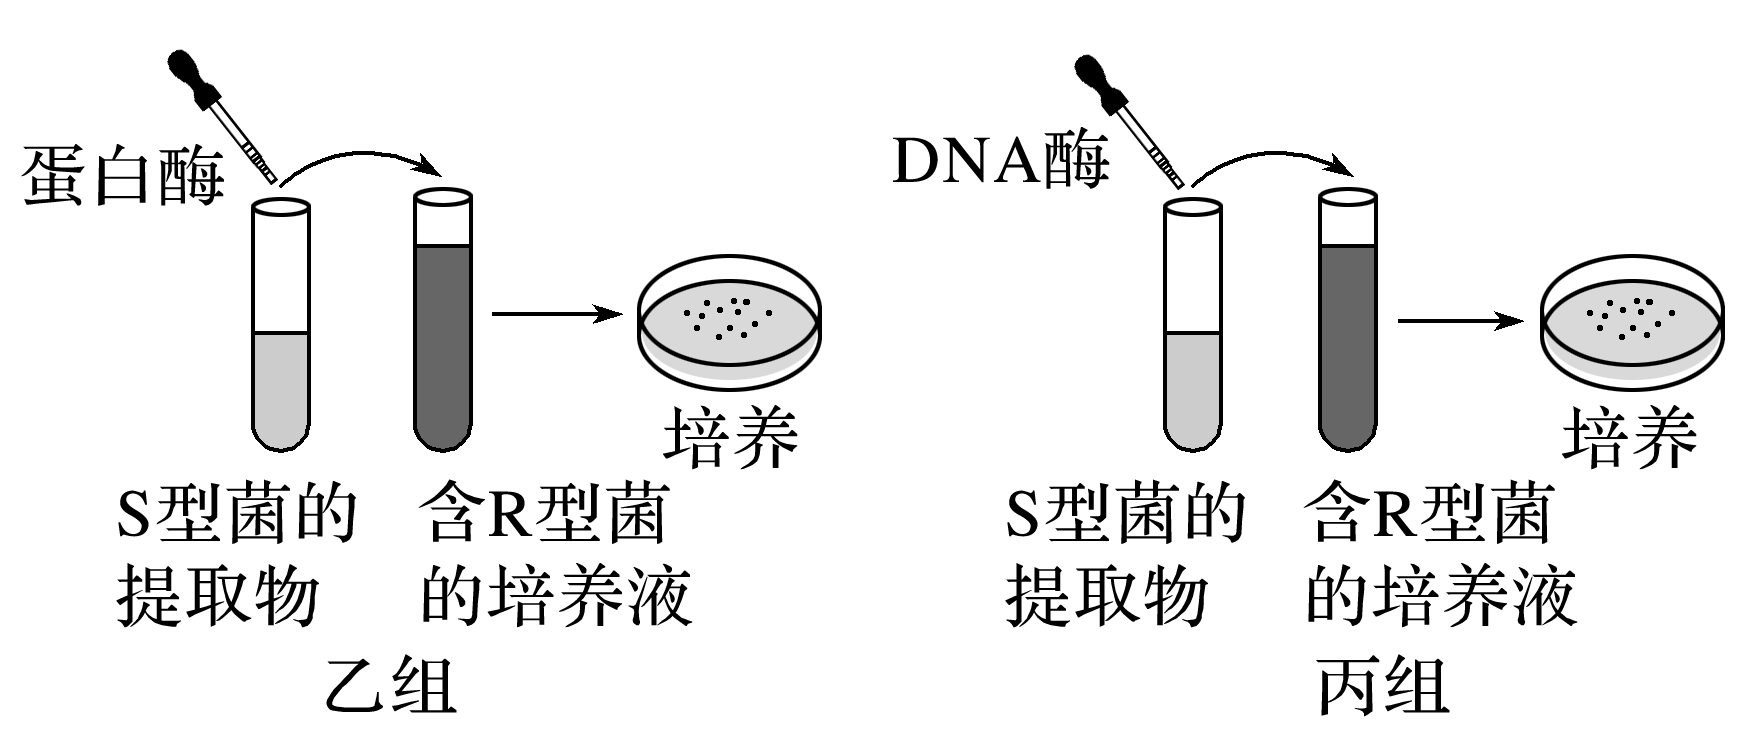 蛋白酶
培养
S型菌的
提取物
含R型菌
的培养液
乙组
DNA酶
培养
S型菌的
提取物
含R型菌
的培养液
丙组